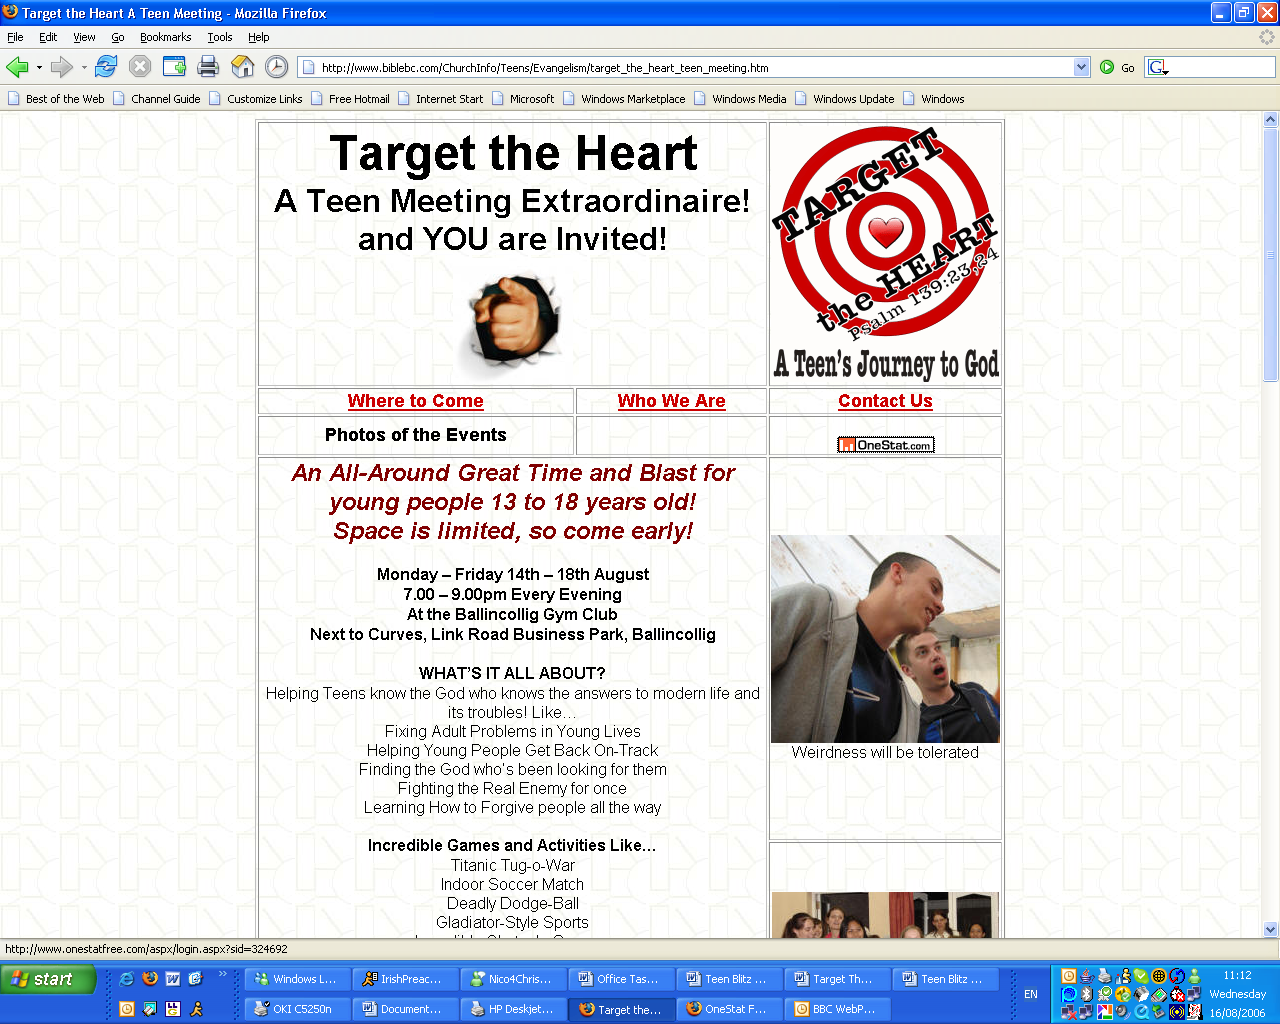 Target the Heart A Teen Meeting - Mozilla Firefox
File Edit View Go Bookmarks Tools Help
http://www.biblebc.com/ChurchInfo/Teens/Evangelism/target_the_heart_teen_meeting.htm Go
Best of the Web Channel Guide Customize Links Free Hotmail Internet Start Microsoft Windows Marketplace Windows Media Windows Update Windows
Target the Heart
A Teen Meeting Extraordinaire!
and YOU are Invited!
TARGET
the HEART
Psalm 139:23,24
A Teen's Journey to God
Where to Come Who We Are Contact Us
Photos of the Events OneStat.com
An All-Around Great Time and Blast for
young people 13 to 18 years old!
Space is limited, so come early!
Monday – Friday 14th – 18th August
7.00 – 9.00pm Every Evening
At the Ballincollig Gym Club
Next to Curves, Link Road Business Park, Ballincollig
WHAT'S IT ALL ABOUT?
Helping Teens know the God who knows the answers to modern life and
its troubles! Like...
Fixing Adult Problems in Young Lives
Helping Young People Get Back On-Track
Finding the God who's been looking for them
Fighting the Real Enemy for once
Learning How to Forgive people all the way
Incredible Games and Activities Like...
Titanic Tug-o-War
Indoor Soccer Match
Deadly Dodge-Ball
Gladiator-Style Sports
Weirdness will be tolerated
http://www.onestatfree.com/aspx/login.aspx?sid=324692
start Windows L... IrishPreac... Nico4Chris... Office Tas... Teen Blitz ... Target Th... Teen Blitz ... EN 11:12
Wednesday
OKI C5250n Document... HP Deskjet... Target the... OneStat F... BBC WebP... 16/08/2006